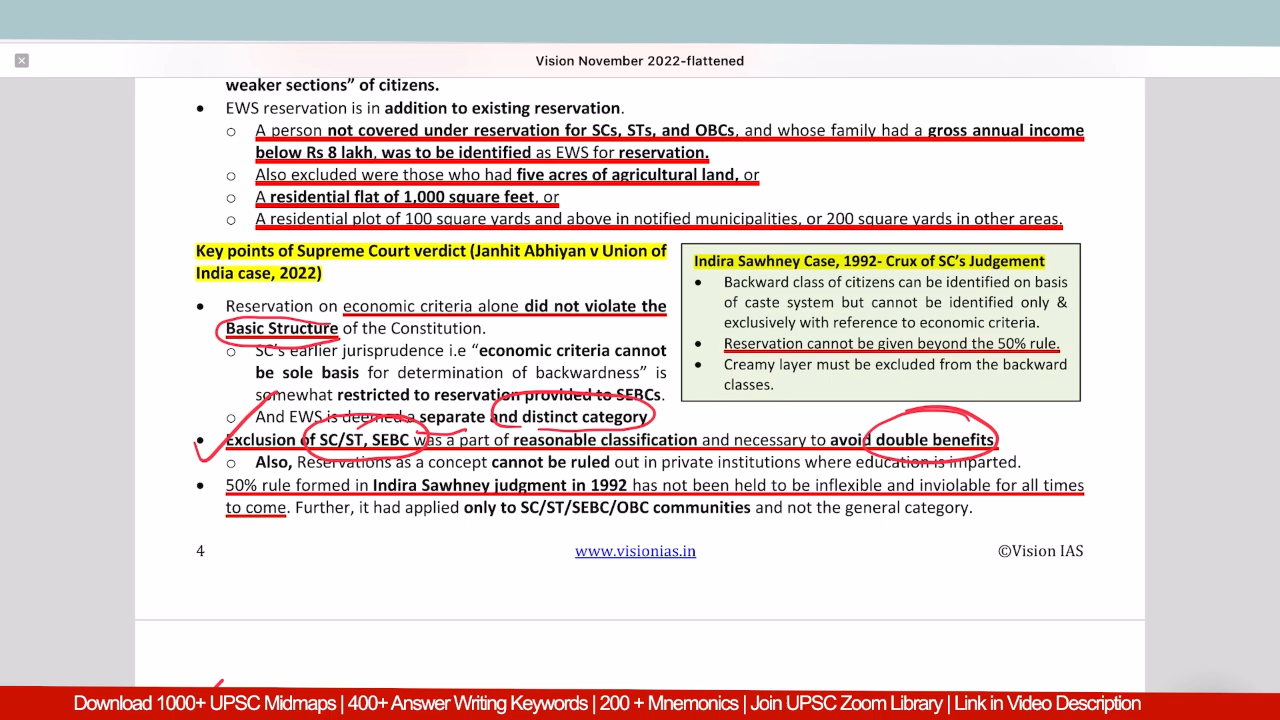 Vision November 2022-flattened
weaker sections” of citizens.
• EWS reservation is in addition to existing reservation.
o A person not covered under reservation for SCs, STs, and OBCs, and whose family had a gross annual income
below Rs 8 lakh, was to be identified as EWS for reservation.
o Also excluded were those who had five acres of agricultural land, or
o A residential flat of 1,000 square feet, or
o A residential plot of 100 square yards and above in notified municipalities, or 200 square yards in other areas.
Key points of Supreme Court verdict (Janhit Abhiyan v Union of
India case, 2022)
• Reservation on economic criteria alone did not violate the
Basic Structure of the Constitution.
o SC’s earlier jurisprudence i.e “economic criteria cannot
be sole basis for determination of backwardness” is
somewhat restricted to reservation provided to SEBCs.
o And EWS is deemed a separate and distinct category
Indira Sawhney Case, 1992- Crux of SC’s Judgement
• Backward class of citizens can be identified on basis
of caste system but cannot be identified only &
exclusively with reference to economic criteria.
• Reservation cannot be given beyond the 50% rule.
• Creamy layer must be excluded from the backward
classes.
• Exclusion of SC/ST, SEBC was a part of reasonable classification and necessary to avoid double benefits
o Also, Reservations as a concept cannot be ruled out in private institutions where education is imparted.
• 50% rule formed in Indira Sawhney judgment in 1992 has not been held to be inflexible and inviolable for all times
to come. Further, it had applied only to SC/ST/SEBC/OBC communities and not the general category.
4 www.visionias.in ©Vision IAS
Download 1000+ UPSC Midmaps | 400+ Answer Writing Keywords | 200 + Mnemonics | Join UPSC Zoom Library | Link in Video Description